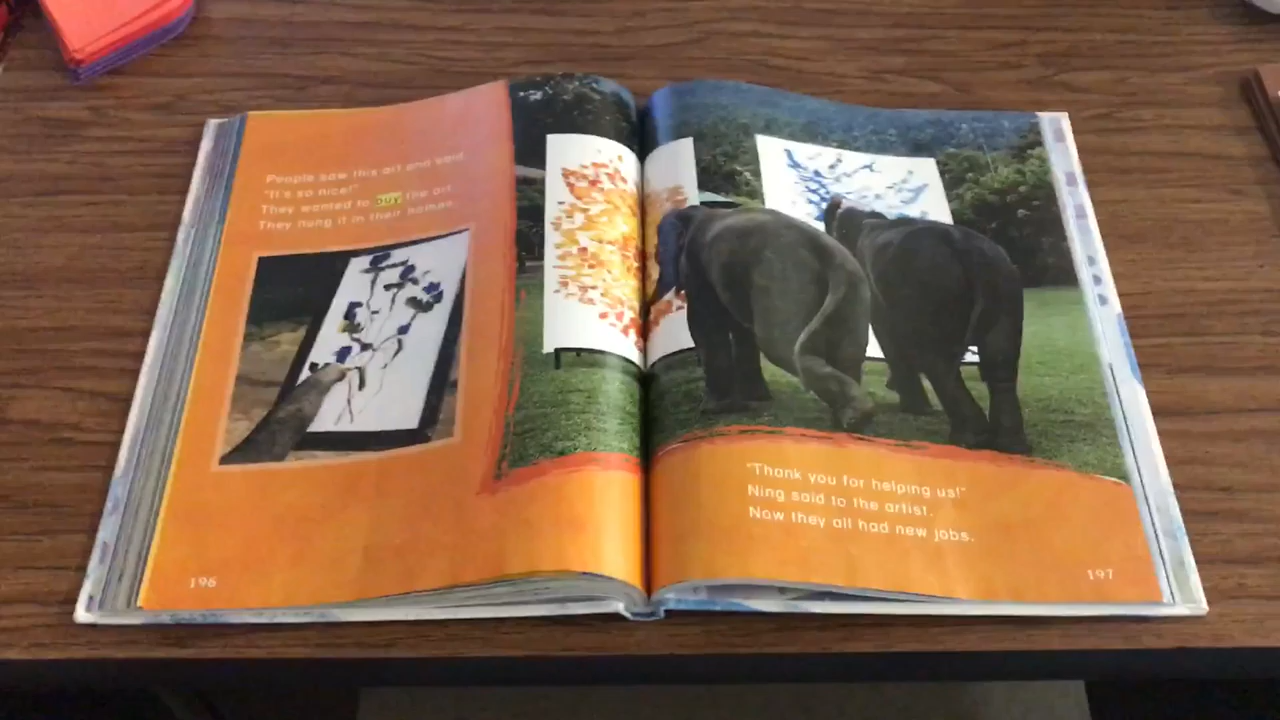 People saw this art and said,
"It's so nice!"
They wanted to buy the art.
They hung it in their homes.
196
"Thank you for helping us!"
Ning said to the artist.
Now they all had new jobs.
197